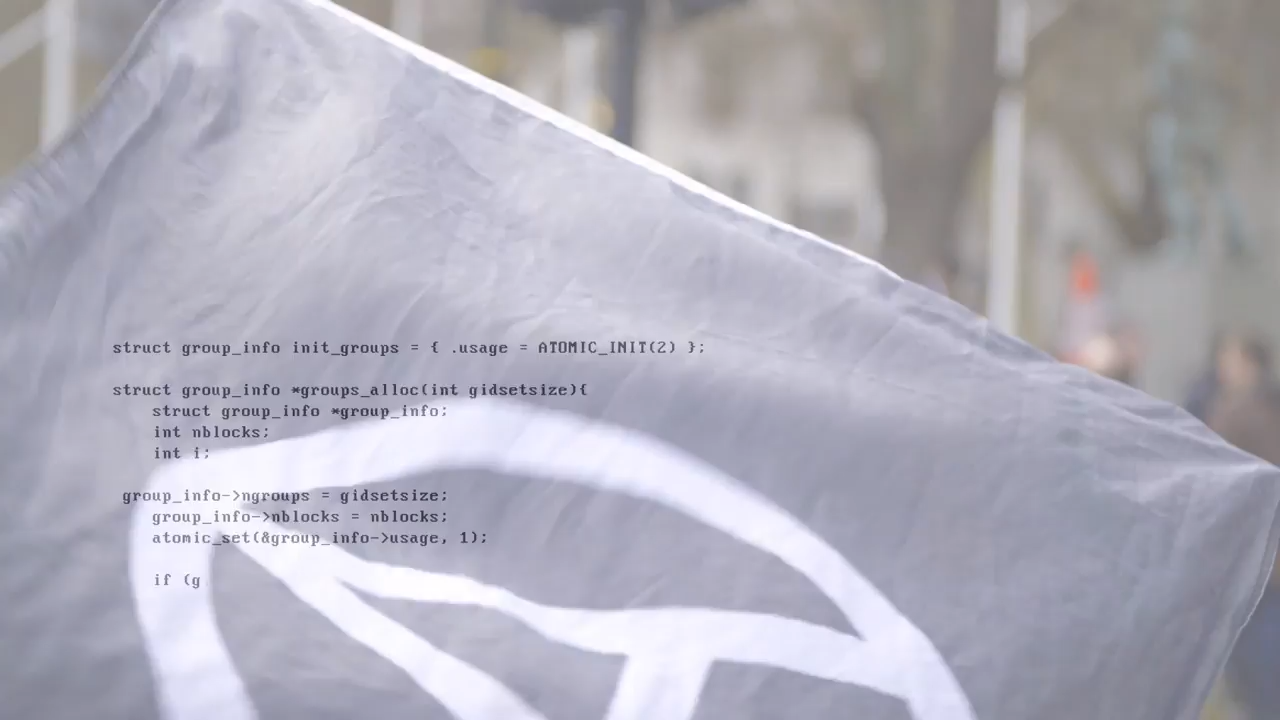 struct group_info init_groups = { .usage = ATOMIC_INIT(2) };
struct group_info *groups_alloc(int gidsetsize){
struct group_info *group_info;
int nblocks;
int i;
group_info->ngroups = gidsetsize;
group_info->nblocks = nblocks;
atomic_set(&group_info->usage, 1);
if (g